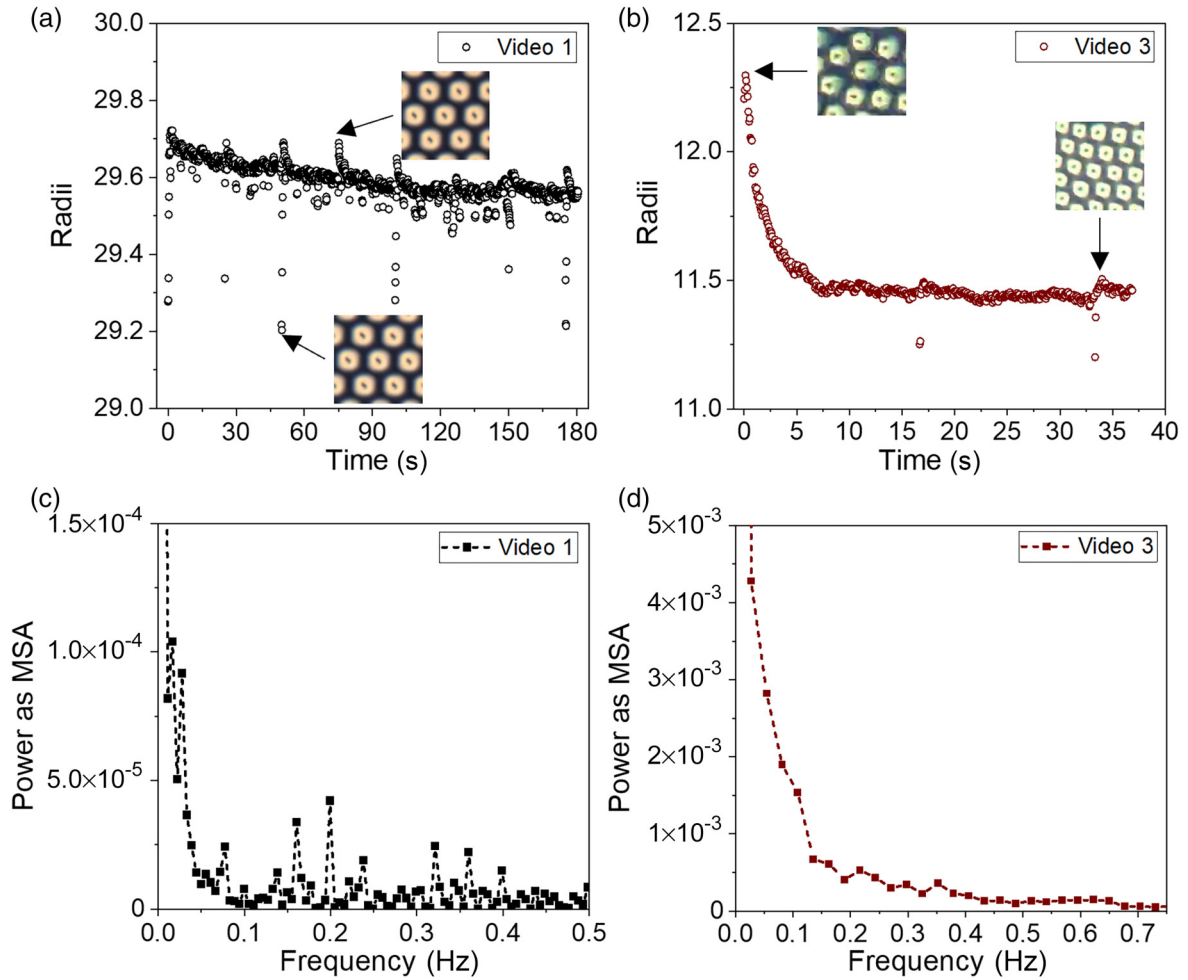 (a)
30.0
29.8
29.6
29.4
29.2
29.0
Radii
Video 1
0 30 60 90 120 150 180
Time (s)
(b)
12.5
12.0
11.5
11.0
Radii
Video 3
0 5 10 15 20 25 30 35 40
Time (s)
(c)
1.5×10-4
1.0×10-4
5.0×10-5
0
Power as MSA
Video 1
0.0 0.1 0.2 0.3 0.4 0.5
Frequency (Hz)
(d)
5×10-3
4×10-3
3×10-3
2×10-3
1×10-3
0
Power as MSA
Video 3
0.0 0.1 0.2 0.3 0.4 0.5 0.6 0.7
Frequency (Hz)